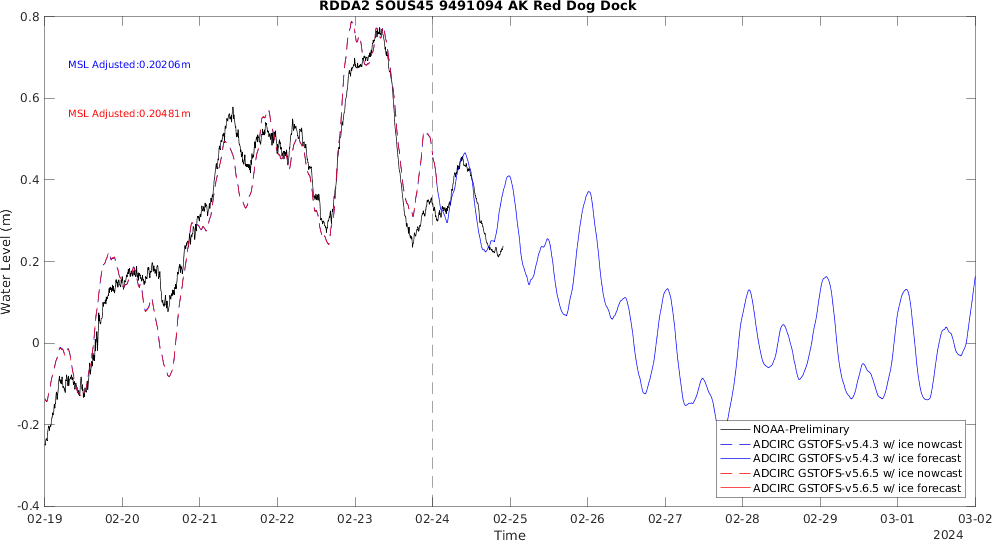 RDDA2 SOUS45 9491094 AK Red Dog Dock
0.8
MSL Adjusted:0.20206m
0.6
MSL Adjusted:0.20481m
0.4
0.2
0
-0.2
-0.4
Water Level (m)
NOAA-Preliminary
ADCIRC GSTOFS-v5.4.3 w/ ice nowcast
ADCIRC GSTOFS-v5.4.3 w/ ice forecast
ADCIRC GSTOFS-v5.6.5 w/ ice nowcast
ADCIRC GSTOFS-v5.6.5 w/ ice forecast
02-19 02-20 02-21 02-22 02-23 02-24 02-25 02-26 02-27 02-28 02-29 03-01 03-02
Time
2024